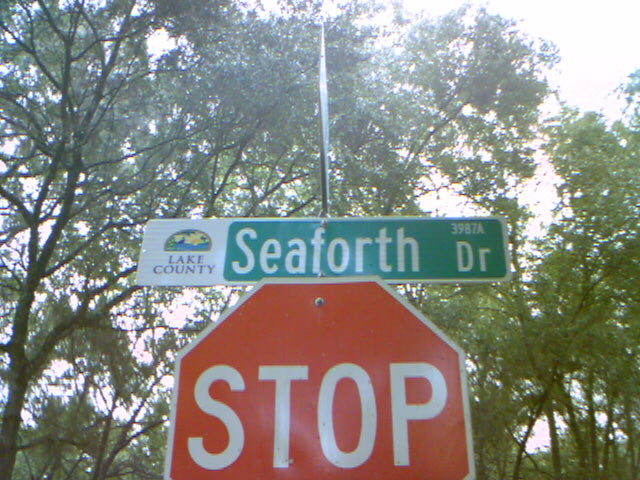 LAKE
COUNTY
Seaforth Dr
3987A
STOP